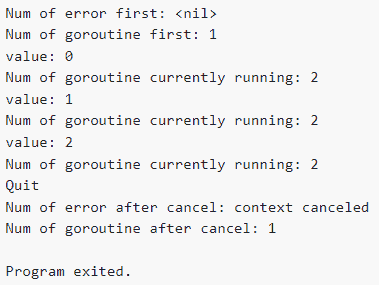 Num of error first: <nil>
Num of goroutine first: 1
value: 0
Num of goroutine currently running: 2
value: 1
Num of goroutine currently running: 2
value: 2
Num of goroutine currently running: 2
Quit
Num of error after cancel: context canceled
Num of goroutine after cancel: 1
Program exited.